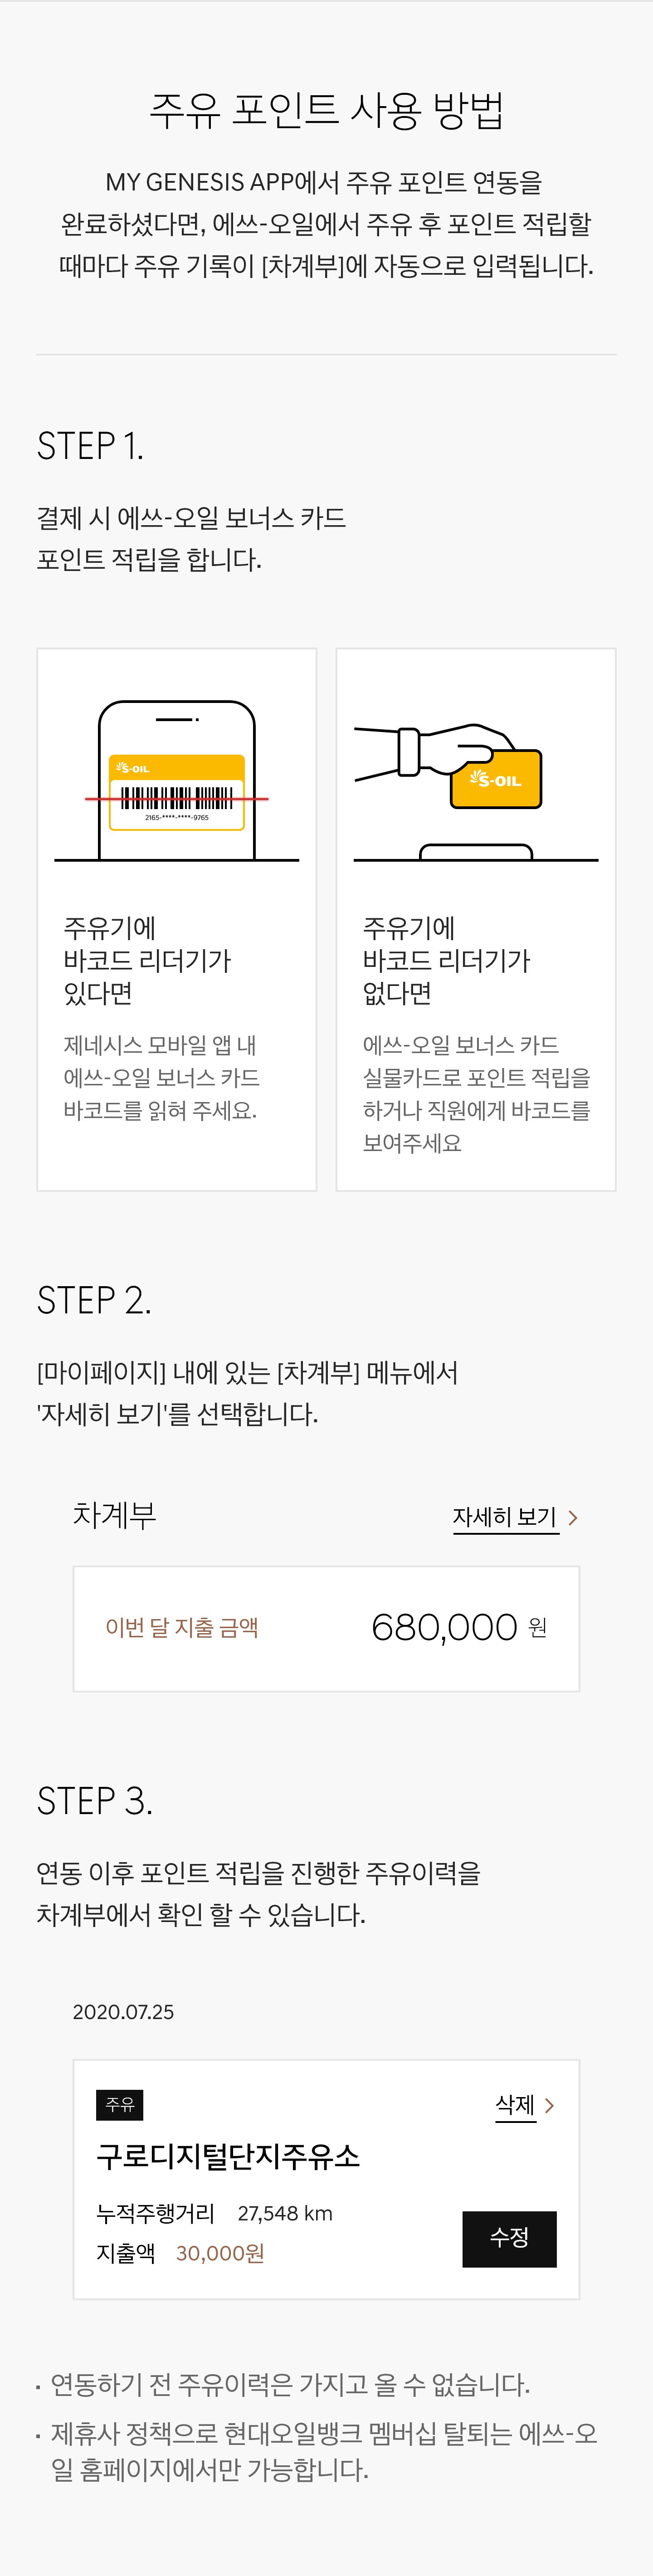 주유 포인트 사용 방법
MY GENESIS APP에서 주유 포인트 연동을
완료하셨다면, 에쓰-오일에서 주유 후 포인트 적립할
때마다 주유 기록이 [차계부]에 자동으로 입력됩니다.
STEP 1.
결제 시 에쓰-오일 보너스 카드
포인트 적립을 합니다.
S-OIL
2165-****-****-9765
주유기에
바코드 리더기가
있다면
제네시스 모바일 앱 내
에쓰-오일 보너스 카드
바코드를 읽혀 주세요.
S-OIL
주유기에
바코드 리더기가
없다면
에쓰-오일 보너스 카드
실물카드로 포인트 적립을
하거나 직원에게 바코드를
보여주세요
STEP 2.
[마이페이지] 내에 있는 [차계부] 메뉴에서
'자세히 보기'를 선택합니다.
차계부
자세히 보기 >
이번 달 지출 금액
680,000 원
STEP 3.
연동 이후 포인트 적립을 진행한 주유이력을
차계부에서 확인 할 수 있습니다.
2020.07.25
주유
삭제 >
구로디지털단지주유소
누적주행거리 27,548 km
지출액 30,000원
수정
· 연동하기 전 주유이력은 가지고 올 수 없습니다.
· 제휴사 정책으로 현대오일뱅크 멤버십 탈퇴는 에쓰-오
일 홈페이지에서만 가능합니다.